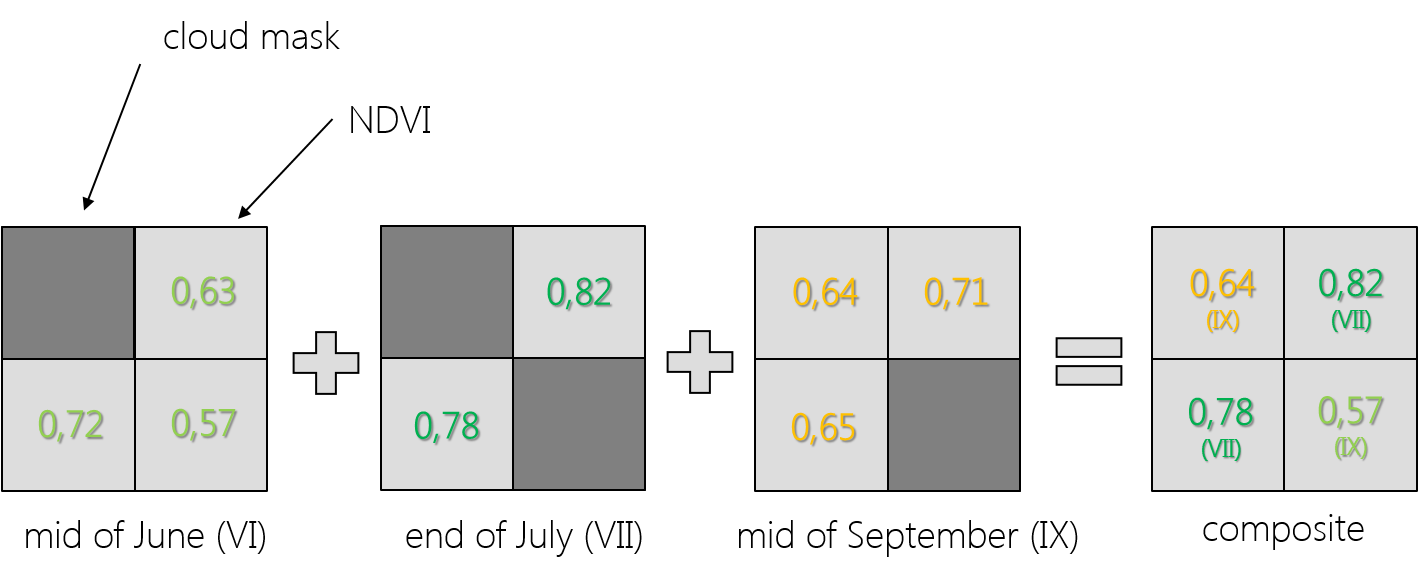 cloud mask
NDVI
0,63
0,72 0,57
mid of June (VI)
0,82
0,78
end of July (VII)
0,64 0,71
0,65
mid of September (IX)
0,64 0,82
(IX) (VII)
0,78 0,57
(VII) (IX)
composite